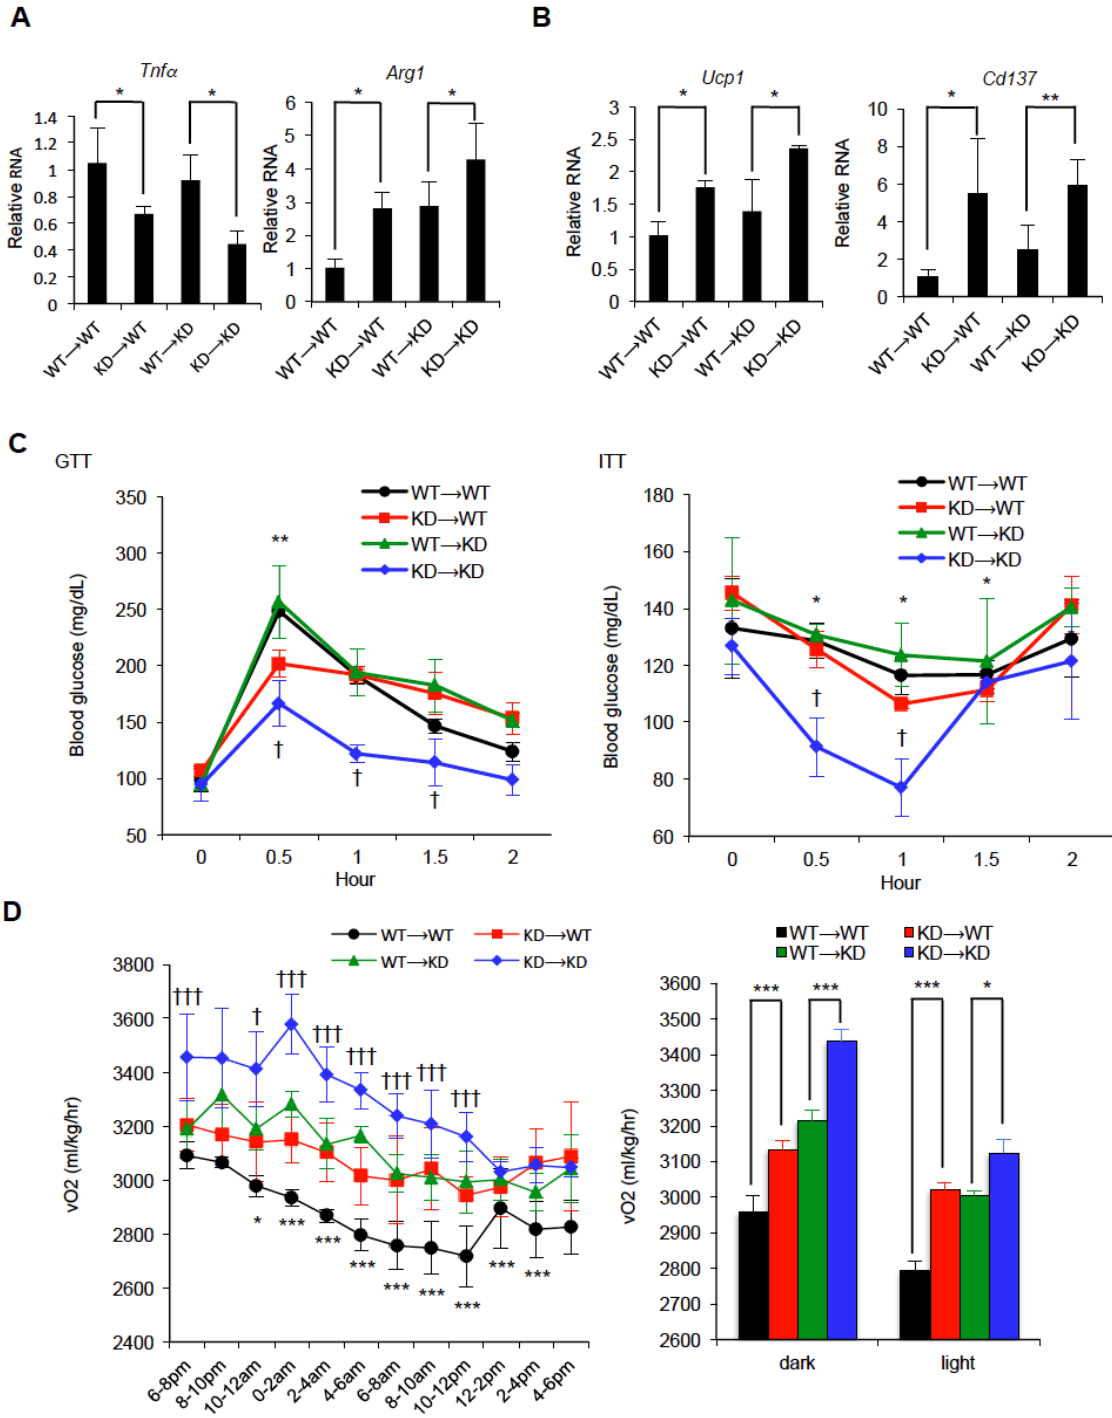 A
B
Tnfα
Arg1
Ucp1
Cd137
* * * * * * * **
Relative RNA
1.4
1.2
1
0.8
0.6
0.4
0.2
0
WT→WT
KD→WT
WT→KD
KD→KD
Relative RNA
6
5
4
3
2
1
0
WT→WT
KD→WT
WT→KD
KD→KD
Relative RNA
3
2.5
2
1.5
1
0.5
0
WT→WT
KD→WT
WT→KD
KD→KD
Relative RNA
10
8
6
4
2
0
WT→WT
KD→WT
WT→KD
KD→KD
C
GTT
WT→WT
KD→WT
WT→KD
KD→KD
Blood glucose (mg/dL)
350
300
250
200
150
100
50
**
† † †
0 0.5 1 1.5 2
Hour
ITT
WT→WT
KD→WT
WT→KD
KD→KD
Blood glucose (mg/dL)
180
160
140
120
100
80
60
* * *
† †
0 0.5 1 1.5 2
Hour
D
WT→WT KD→WT
WT→KD KD→KD
vO2 (ml/kg/hr)
3800
3600
3400
3200
3000
2800
2600
2400
††† † ††† ††† ††† ††† †††
* *** *** *** *** *** *** *** ***
6-8pm
8-10pm
10-12am
0-2am
2-4am
4-6am
6-8am
8-10am
10-12pm
12-2pm
2-4pm
4-6pm
WT→WT KD→WT
WT→KD KD→KD
vO2 (ml/kg/hr)
3600
3500
3400
3300
3200
3100
3000
2900
2800
2700
2600
*** *** *** *
dark light